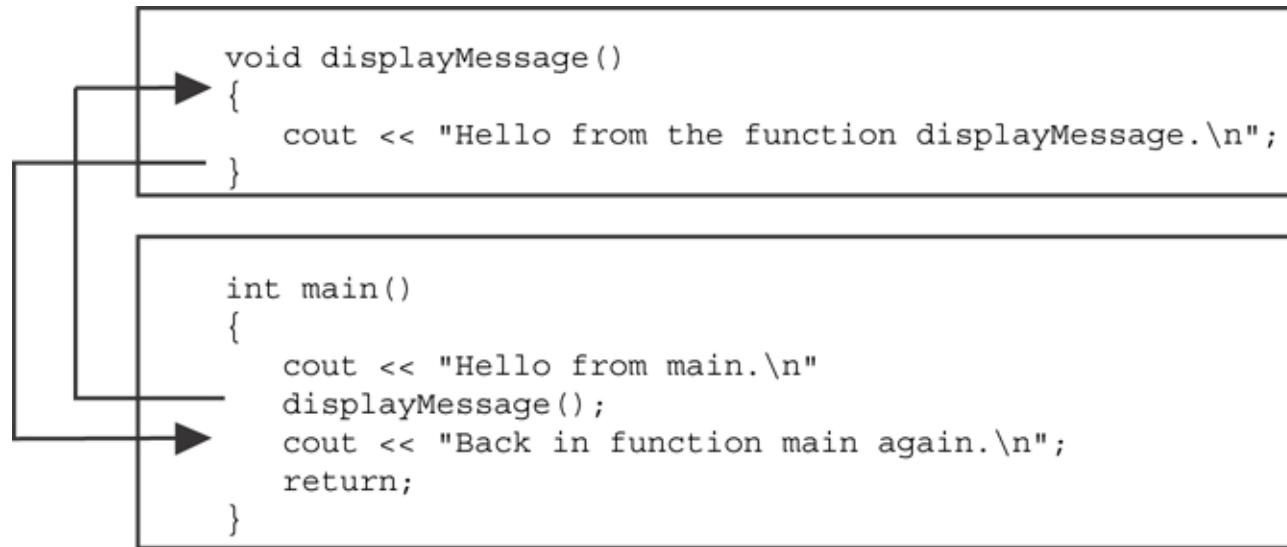 void displayMessage()
{
   cout << "Hello from the function displayMessage.\n";
}
int main()
{
   cout << "Hello from main.\n"
   displayMessage();
   cout << "Back in function main again.\n";
   return;
}